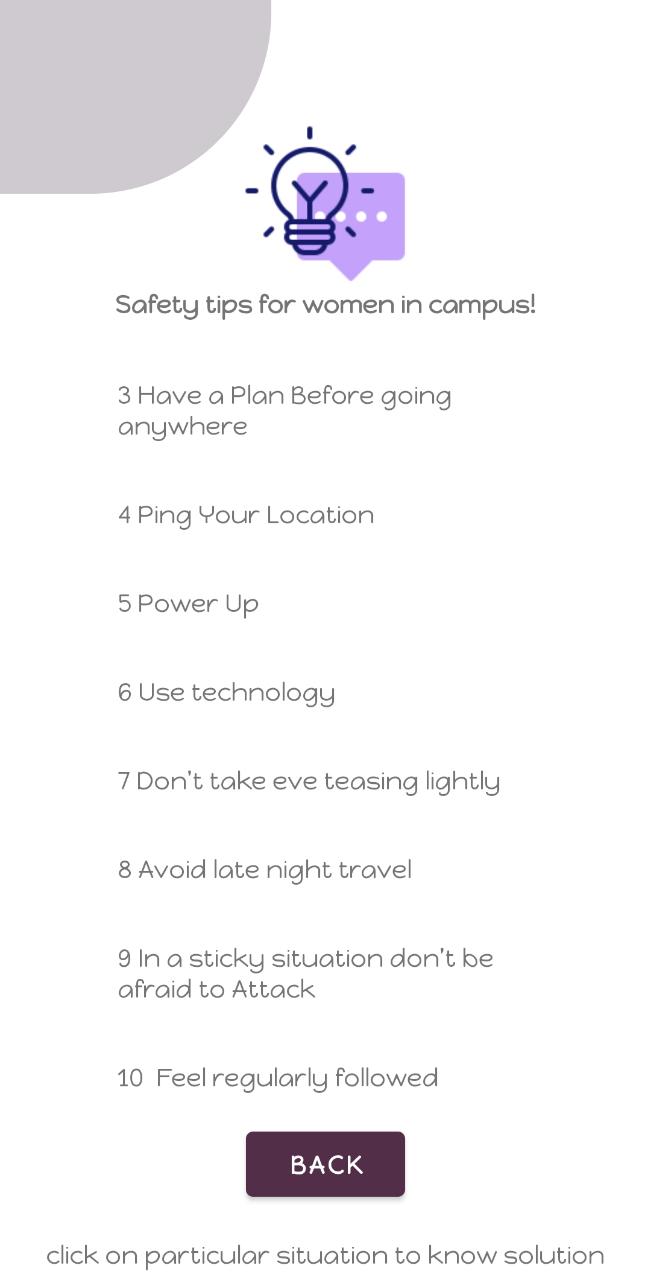 Safety tips for women in campus!
3 Have a Plan Before going
anywhere
4 Ping Your Location
5 Power Up
6 Use technology
7 Don't take eve teasing lightly
8 Avoid late night travel
9 In a sticky situation don't be
afraid to Attack
10 Feel regularly followed
BACK
click on particular situation to know solution